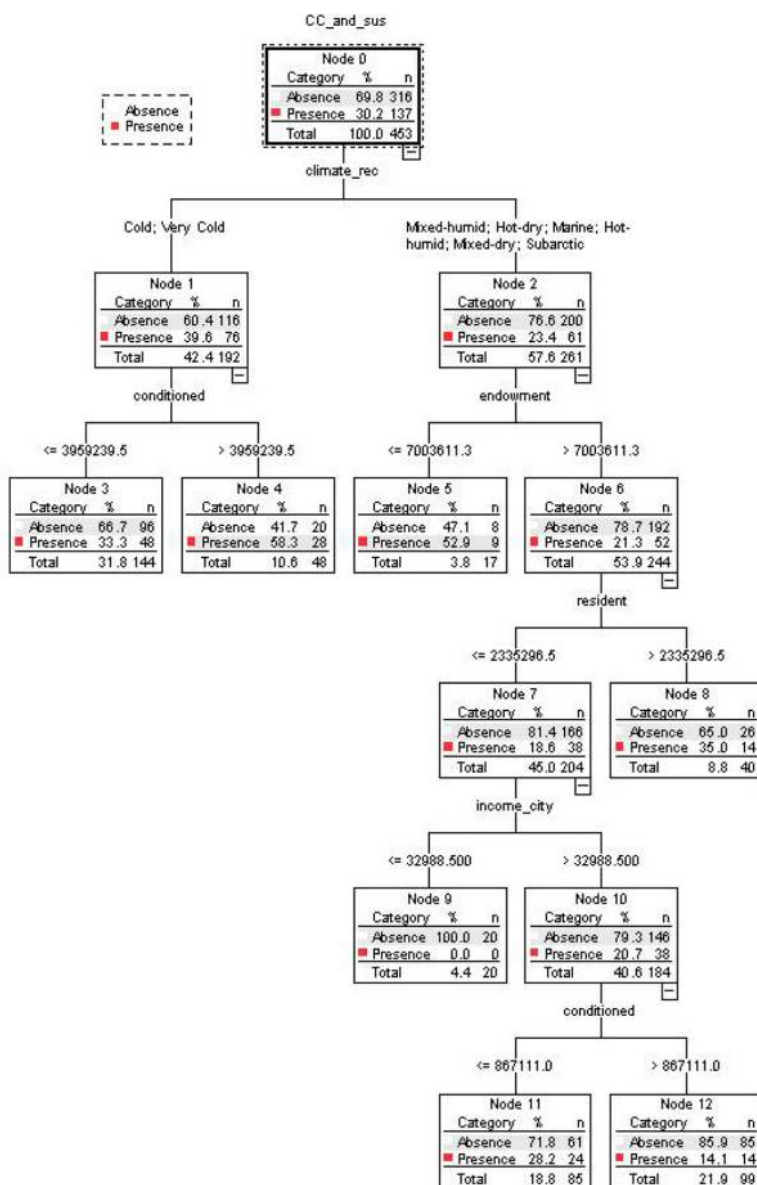 CC_and_sus
Absence
Presence
Node 0
Category % n
Absence 69.8 316
Presence 30.2 137
Total 100.0 453
climate_rec
Cold; Very Cold
Mixed-humid; Hot-dry; Marine; Hot-
humid; Mixed-dry; Subarctic
Node 1
Category % n
Absence 60.4 116
Presence 39.6 76
Total 42.4 192
Node 2
Category % n
Absence 76.6 200
Presence 23.4 61
Total 57.6 261
conditioned
endowment
<= 3959239.5
> 3959239.5
<= 7003611.3
> 7003611.3
Node 3
Category % n
Absence 66.7 96
Presence 33.3 48
Total 31.8 144
Node 4
Category % n
Absence 41.7 20
Presence 58.3 28
Total 10.6 48
Node 5
Category % n
Absence 47.1 8
Presence 52.9 9
Total 3.8 17
Node 6
Category % n
Absence 78.7 192
Presence 21.3 52
Total 53.9 244
resident
<= 2335296.5
> 2335296.5
Node 7
Category % n
Absence 81.4 166
Presence 18.6 38
Total 45.0 204
Node 8
Category % n
Absence 65.0 26
Presence 35.0 14
Total 8.8 40
income_city
<= 32988.500
> 32988.500
Node 9
Category % n
Absence 100.0 20
Presence 0.0 0
Total 4.4 20
Node 10
Category % n
Absence 79.3 146
Presence 20.7 38
Total 40.6 184
conditioned
<= 867111.0
> 867111.0
Node 11
Category % n
Absence 71.8 61
Presence 28.2 24
Total 18.8 85
Node 12
Category % n
Absence 85.9 85
Presence 14.1 14
Total 21.9 99